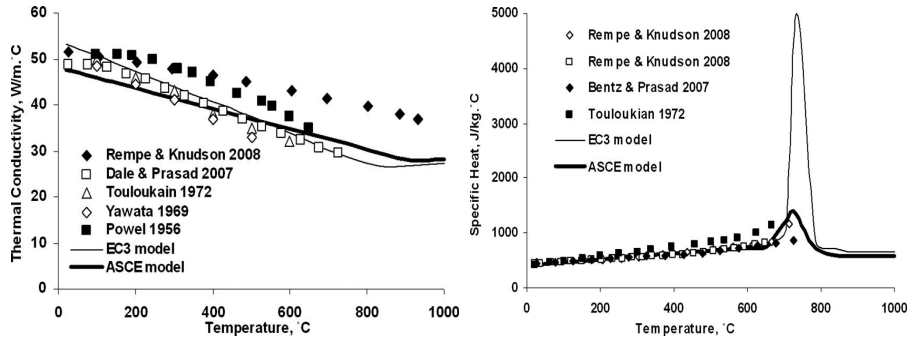 Thermal Conductivity, W/m.°C
60
50
40
30
20
10
0
Rempe & Knudson 2008
Dale & Prasad 2007
Touloukain 1972
Yawata 1969
Powel 1956
EC3 model
ASCE model
0 200 400 600 800 1000
Temperature, °C
Specific Heat, J/kg.°C
5000
4000
3000
2000
1000
0
Rempe & Knudson 2008
Rempe & Knudson 2008
Bentz & Prasad 2007
Touloukian 1972
EC3 model
ASCE model
0 200 400 600 800 1000
Temperature, °C